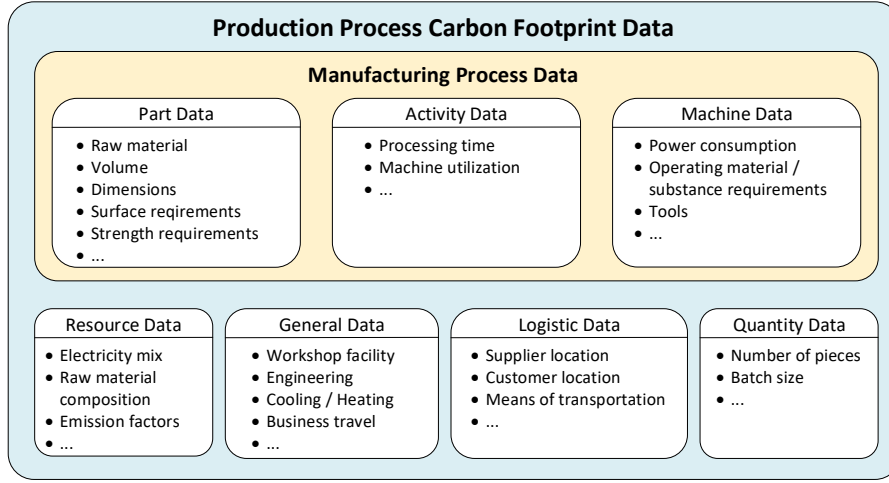 Production Process Carbon Footprint Data
Manufacturing Process Data
Part Data
• Raw material
• Volume
• Dimensions
• Surface reqirements
• Strength requirements
• ...
Activity Data
• Processing time
• Machine utilization
• ...
Machine Data
• Power consumption
• Operating material /
substance requirements
• Tools
• ...
Resource Data
• Electricity mix
• Raw material
composition
• Emission factors
• ...
General Data
• Workshop facility
• Engineering
• Cooling / Heating
• Business travel
• ...
Logistic Data
• Supplier location
• Customer location
• Means of transportation
• ...
Quantity Data
• Number of pieces
• Batch size
• ...